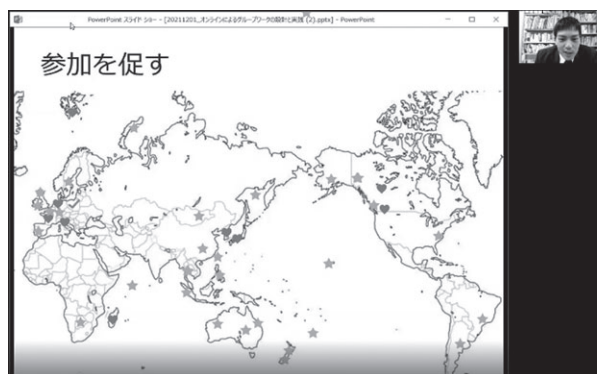 PowerPoint スライド ショー - [20211201_オンラインによるグループワークの設計と実践 (2).pptx] - PowerPoint
参加を促す